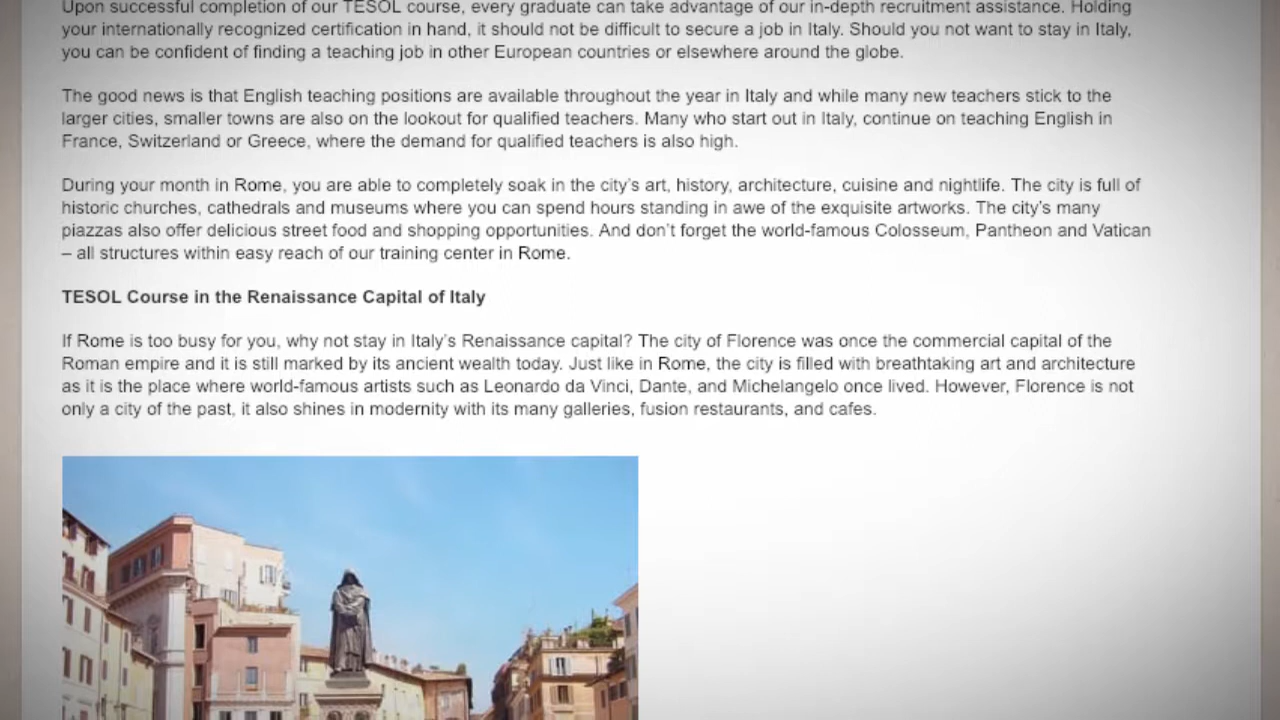 Upon successful completion of our TESOL course, every graduate can take advantage of our in-depth recruitment assistance. Holding
your internationally recognized certification in hand, it should not be difficult to secure a job in Italy. Should you not want to stay in Italy,
you can be confident of finding a teaching job in other European countries or elsewhere around the globe.
The good news is that English teaching positions are available throughout the year in Italy and while many new teachers stick to the
larger cities, smaller towns are also on the lookout for qualified teachers. Many who start out in Italy, continue on teaching English in
France, Switzerland or Greece, where the demand for qualified teachers is also high.
During your month in Rome, you are able to completely soak in the city's art, history, architecture, cuisine and nightlife. The city is full of
historic churches, cathedrals and museums where you can spend hours standing in awe of the exquisite artworks. The city's many
piazzas also offer delicious street food and shopping opportunities. And don't forget the world-famous Colosseum, Pantheon and Vatican
– all structures within easy reach of our training center in Rome.
TESOL Course in the Renaissance Capital of Italy
If Rome is too busy for you, why not stay in Italy's Renaissance capital? The city of Florence was once the commercial capital of the
Roman empire and it is still marked by its ancient wealth today. Just like in Rome, the city is filled with breathtaking art and architecture
as it is the place where world-famous artists such as Leonardo da Vinci, Dante, and Michelangelo once lived. However, Florence is not
only a city of the past, it also shines in modernity with its many galleries, fusion restaurants, and cafes.